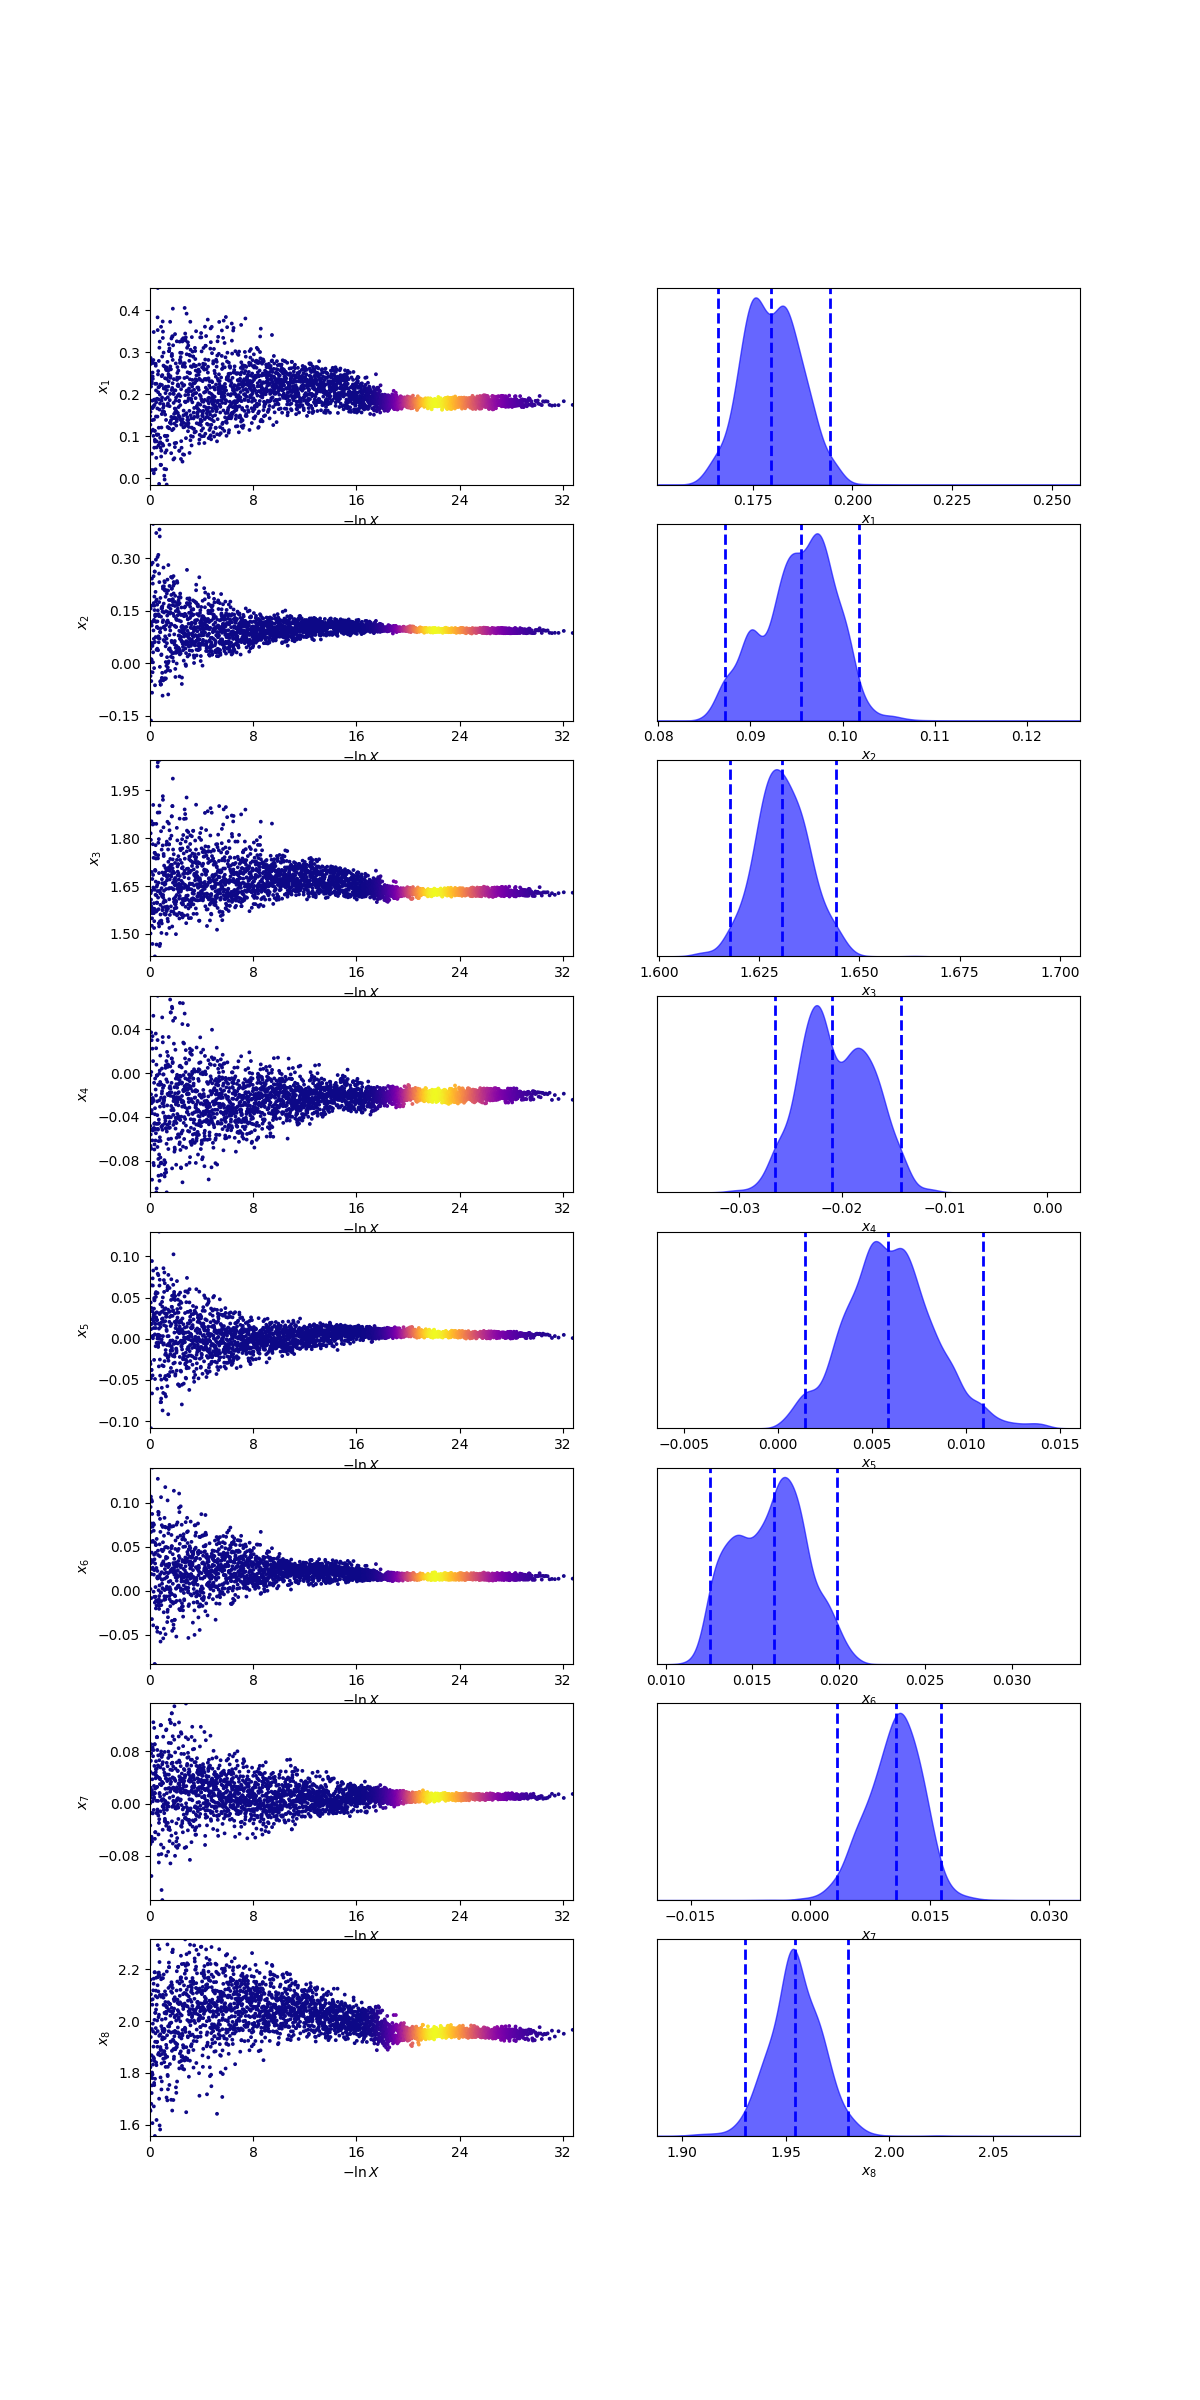 0.4
0.3
0.2
0.1
0.0
x₁
0 8 16 24 32
−ln X
0.175 0.200 0.225 0.250
x₁
0.30
0.15
0.00
−0.15
x₂
0 8 16 24 32
−ln X
0.08 0.09 0.10 0.11 0.12
x₂
1.95
1.80
1.65
1.50
x₃
0 8 16 24 32
−ln X
1.600 1.625 1.650 1.675 1.700
x₃
0.04
0.00
−0.04
−0.08
x₄
0 8 16 24 32
−ln X
−0.03 −0.02 −0.01 0.00
x₄
0.10
0.05
0.00
−0.05
−0.10
x₅
0 8 16 24 32
−ln X
−0.005 0.000 0.005 0.010 0.015
x₅
0.10
0.05
0.00
−0.05
x₆
0 8 16 24 32
−ln X
0.010 0.015 0.020 0.025 0.030
x₆
0.08
0.00
−0.08
x₇
0 8 16 24 32
−ln X
−0.015 0.000 0.015 0.030
x₇
2.2
2.0
1.8
1.6
x₈
0 8 16 24 32
−ln X
1.90 1.95 2.00 2.05
x₈